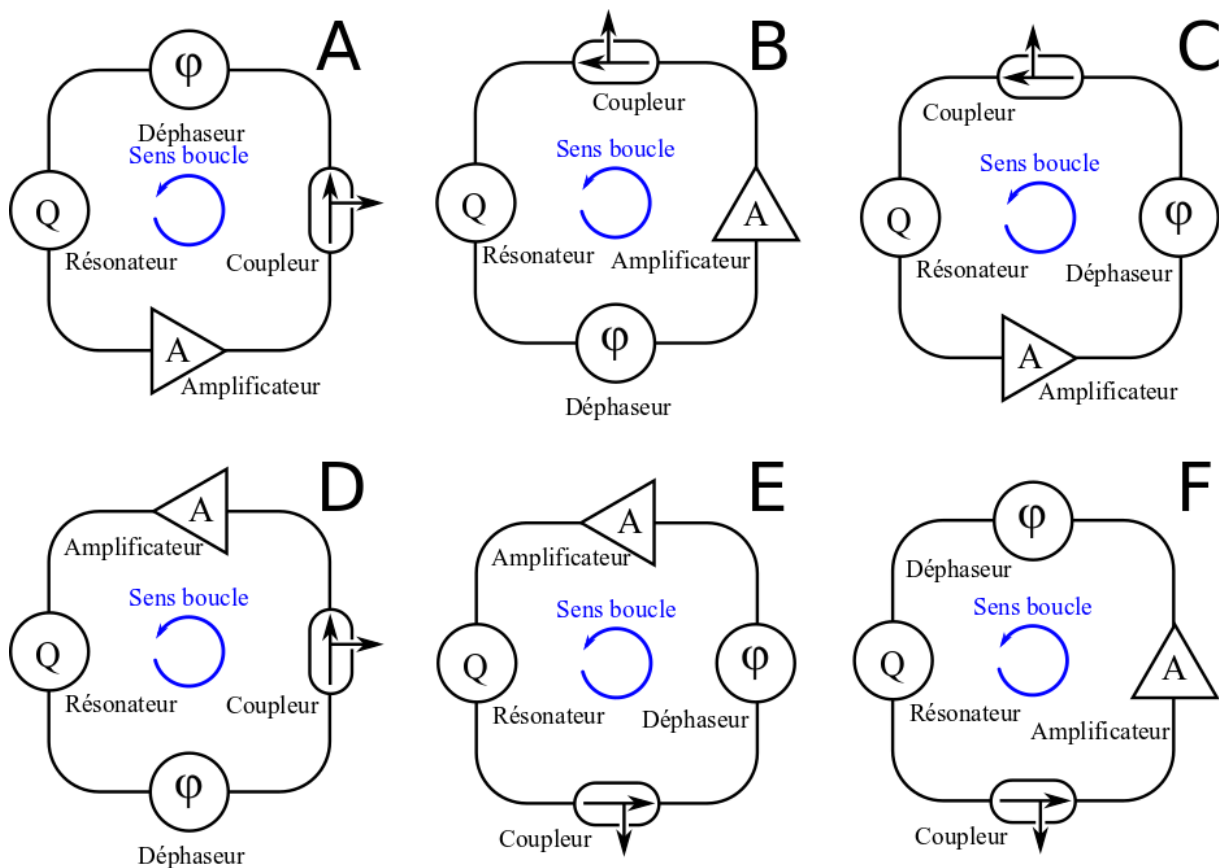 A
φ
Déphaseur
Sens boucle
Q
Résonateur
Coupleur
A
Amplificateur
B
Coupleur
Sens boucle
Q
A
Résonateur
Amplificateur
φ
Déphaseur
C
Coupleur
Sens boucle
Q
φ
Résonateur
Déphaseur
A
Amplificateur
D
A
Amplificateur
Sens boucle
Q
Résonateur
Coupleur
φ
Déphaseur
E
A
Amplificateur
Sens boucle
Q
φ
Résonateur
Déphaseur
Coupleur
F
φ
Déphaseur
Sens boucle
Q
A
Résonateur
Amplificateur
Coupleur